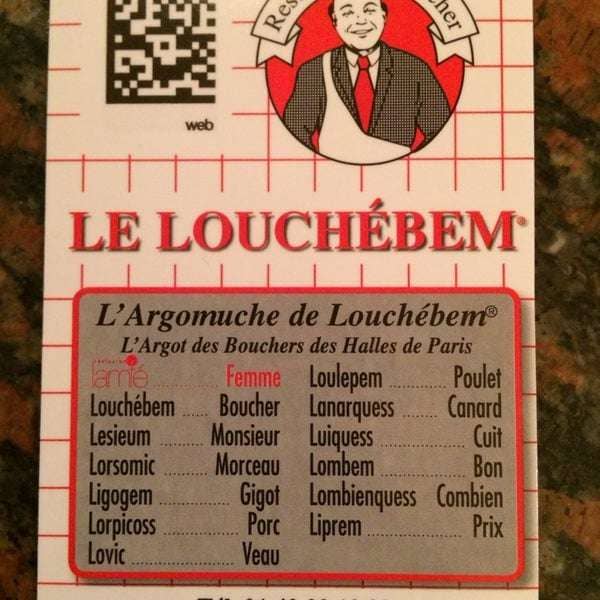 web
LE LOUCHÉBEM®
L'Argomuche de Louchébem®
L'Argot des Bouchers des Halles de Paris
l'amté ........ Femme
Louchébem ..... Boucher
Lesieum ........ Monsieur
Lorsomic ........ Morceau
Ligogem ........ Gigot
Lorpicoss ........ Porc
Lovic ........ Veau
Loulepem ........ Poulet
Lanarquess ........ Canard
Luiquess ........ Cuit
Lombem ........ Bon
Lombienquess Combien
Liprem ........ Prix